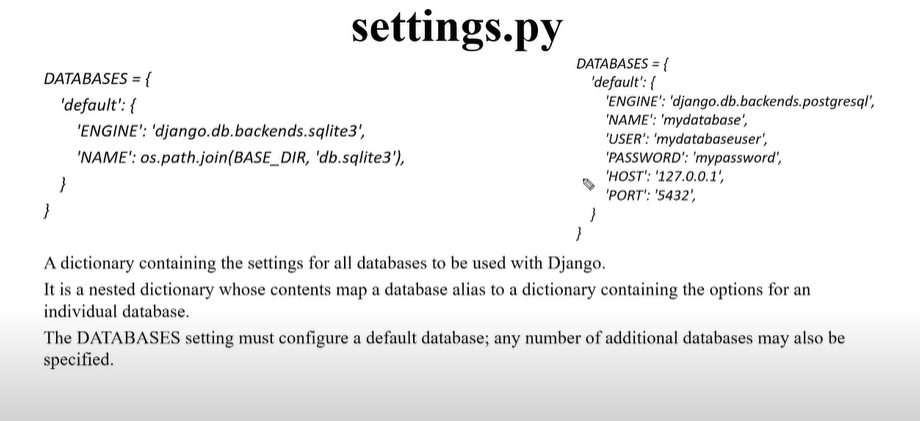 settings.py
DATABASES = {
'default': {
'ENGINE': 'django.db.backends.sqlite3',
'NAME': os.path.join(BASE_DIR, 'db.sqlite3'),
}
}
DATABASES = {
'default': {
'ENGINE': 'django.db.backends.postgresql',
'NAME': 'mydatabase',
'USER': 'mydatabaseuser',
'PASSWORD': 'mypassword',
'HOST': '127.0.0.1',
'PORT': '5432',
}
}
A dictionary containing the settings for all databases to be used with Django.
It is a nested dictionary whose contents map a database alias to a dictionary containing the options for an
individual database.
The DATABASES setting must configure a default database; any number of additional databases may also be
specified.